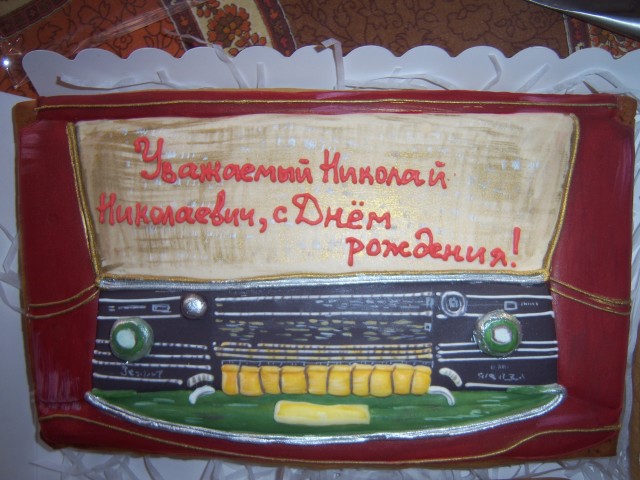 Уважаемый Николай
Николаевич, с Днём
рождения!